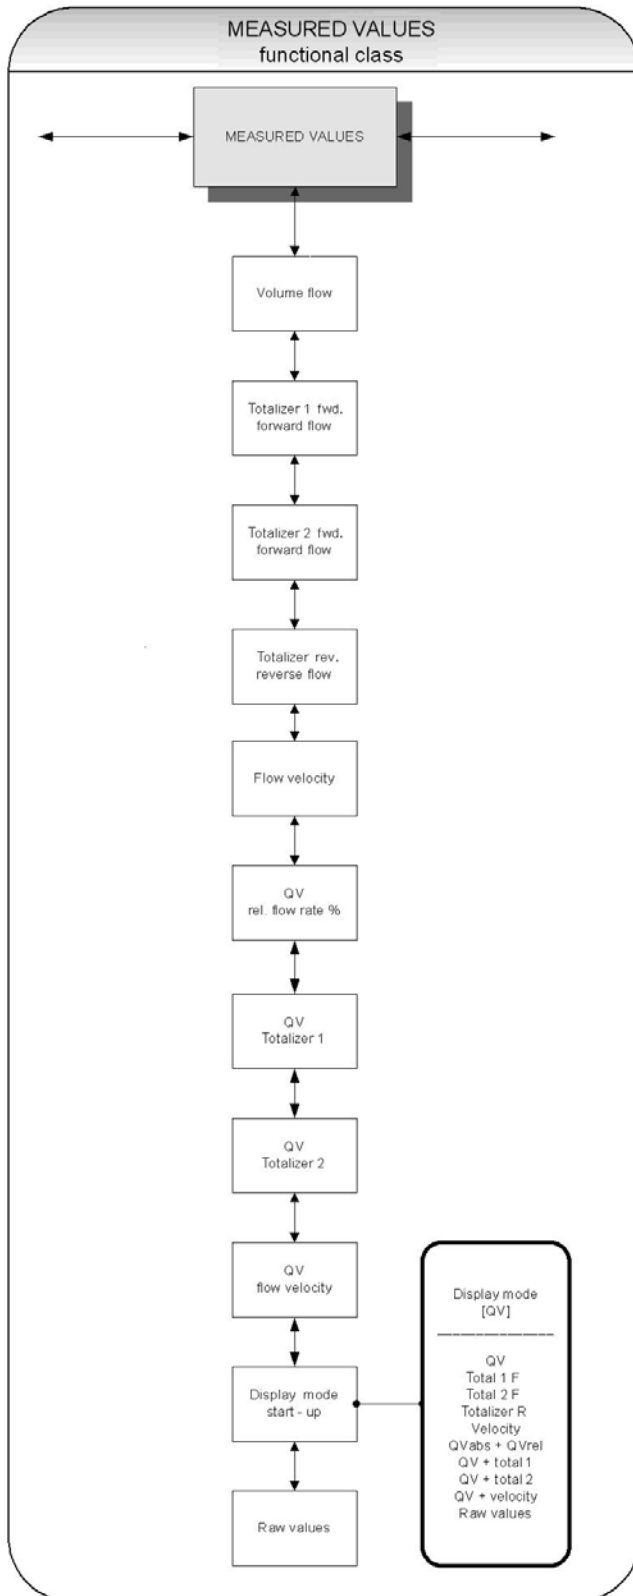 MEASURED VALUES
functional class
MEASURED VALUES
Volume flow
Totalizer 1 fwd.
forward flow
Totalizer 2 fwd.
forward flow
Totalizer rev.
reverse flow
Flow velocity
QV
rel. flow rate %
QV
Totalizer 1
QV
Totalizer 2
QV
flow velocity
Display mode
start - up
Raw values
Display mode
[QV]
_______________
QV
Total 1 F
Total 2 F
Totalizer R
Velocity
QVabs + QVrel
QV + total 1
QV + total 2
QV + velocity
Raw values